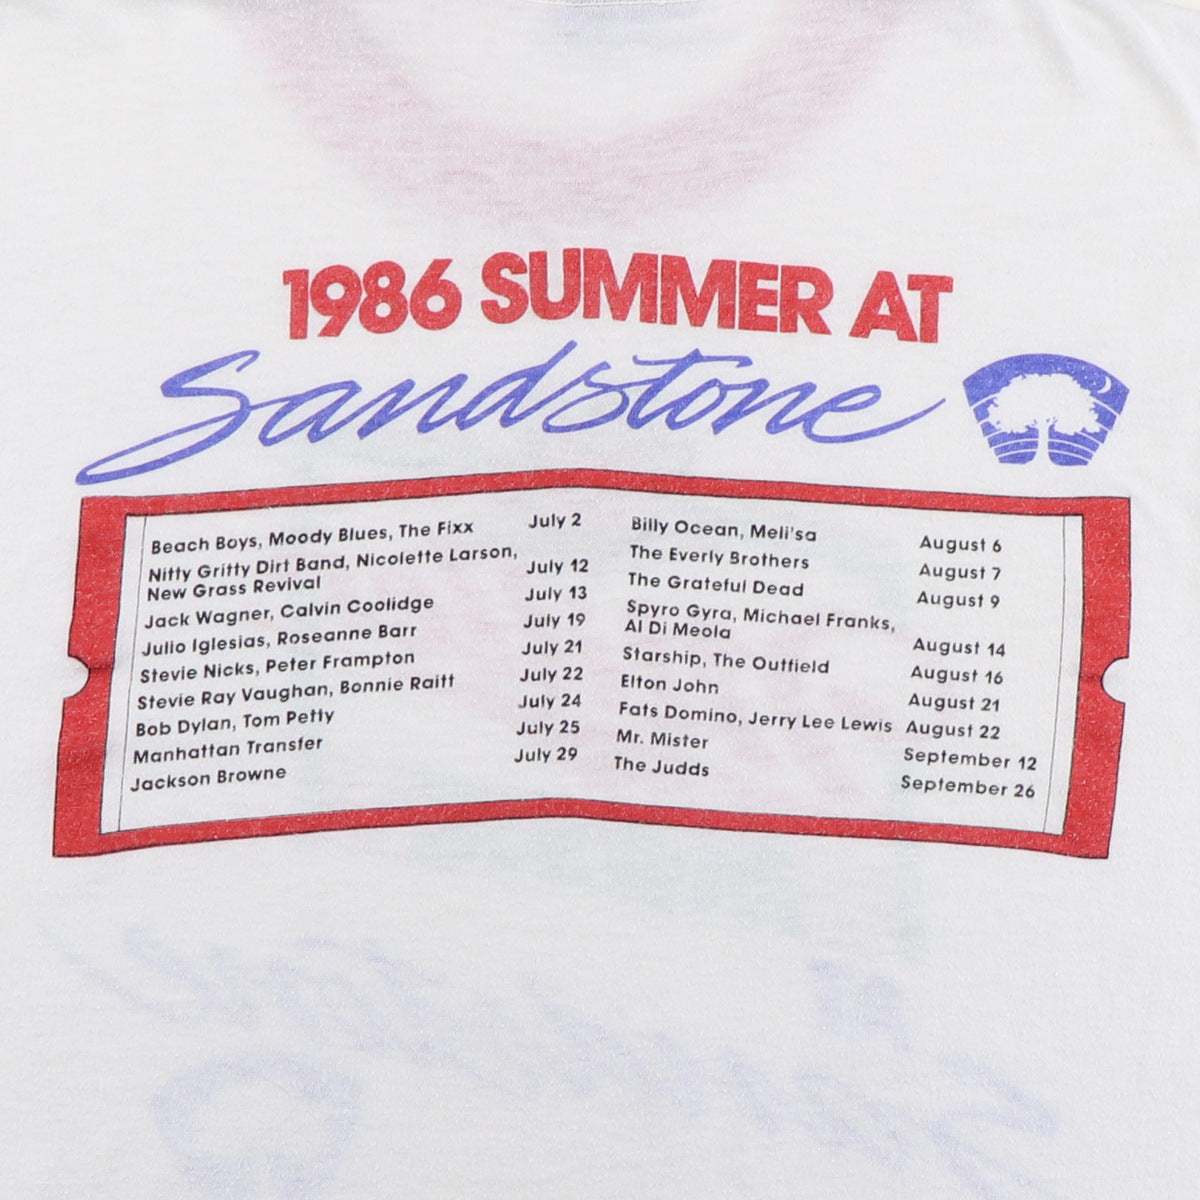 1986 SUMMER AT
Sandstone
Beach Boys, Moody Blues, The Fixx July 2
Nitty Gritty Dirt Band, Nicolette Larson,
New Grass Revival July 12
Jack Wagner, Calvin Coolidge July 13
Julio Iglesias, Roseanne Barr July 19
Stevie Nicks, Peter Frampton July 21
Stevie Ray Vaughan, Bonnie Raitt July 22
Bob Dylan, Tom Petty July 24
Manhattan Transfer July 25
Jackson Browne July 29
Billy Ocean, Meli'sa August 6
The Everly Brothers August 7
The Grateful Dead August 9
Spyro Gyra, Michael Franks,
Al Di Meola August 14
Starship, The Outfield August 16
Elton John August 21
Fats Domino, Jerry Lee Lewis August 22
Mr. Mister September 12
The Judds September 26